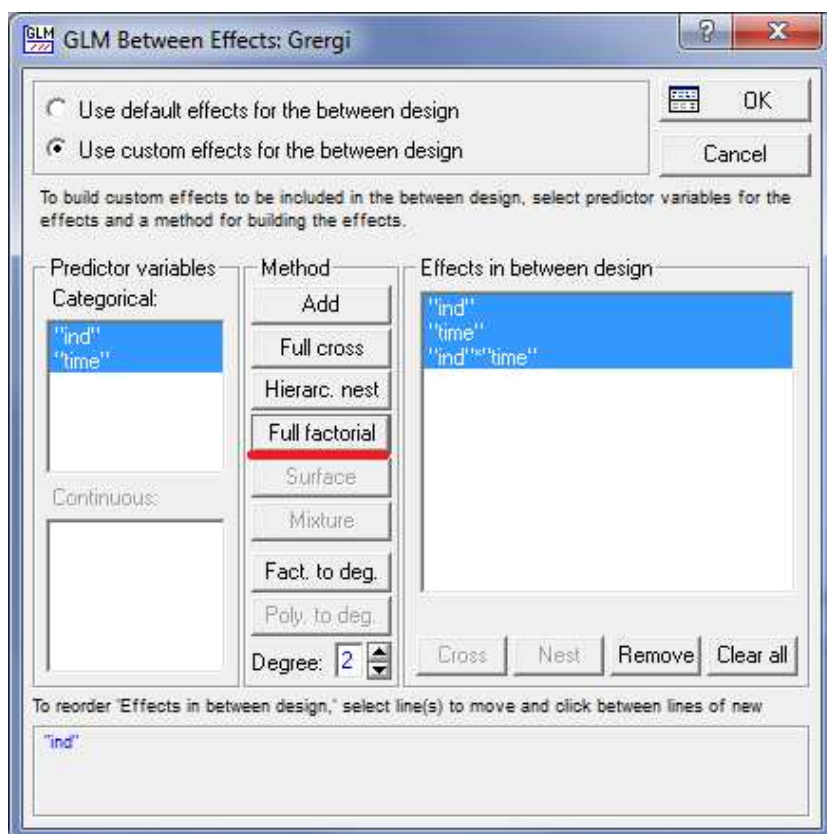 GLM GLM Between Effects: Grergi
?
Use default effects for the between design
OK
Use custom effects for the between design
Cancel
To build custom effects to be included in the between design, select predictor variables for the
effects and a method for building the effects.
Predictor variables
Categorical:
"ind"
"time"
Continuous:
Method
Add
Full cross
Hierarc. nest
Full factorial
Surface
Mixture
Fact. to deg.
Poly. to deg.
Degree: 2
Effects in between design
"ind"
"time"
"ind"*"time"
Cross
Nest
Remove
Clear all
To reorder 'Effects in between design,' select line(s) to move and click between lines of new
"ind"